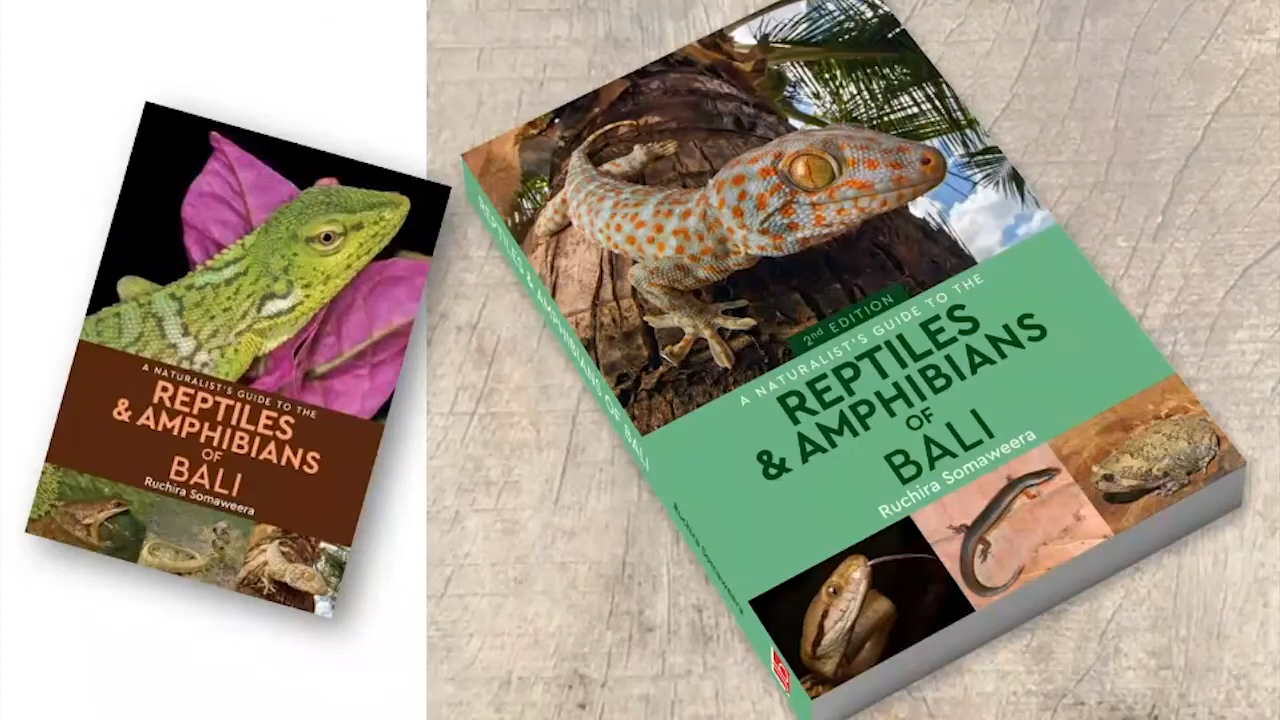 A NATURALIST'S GUIDE TO THE
REPTILES
& AMPHIBIANS
OF
BALI
Ruchira Somaweera
REPTILES & AMPHIBIANS OF BALI
Ruchira Somaweera
2nd EDITION
A NATURALIST'S GUIDE TO THE
REPTILES
& AMPHIBIANS
OF
BALI
Ruchira Somaweera